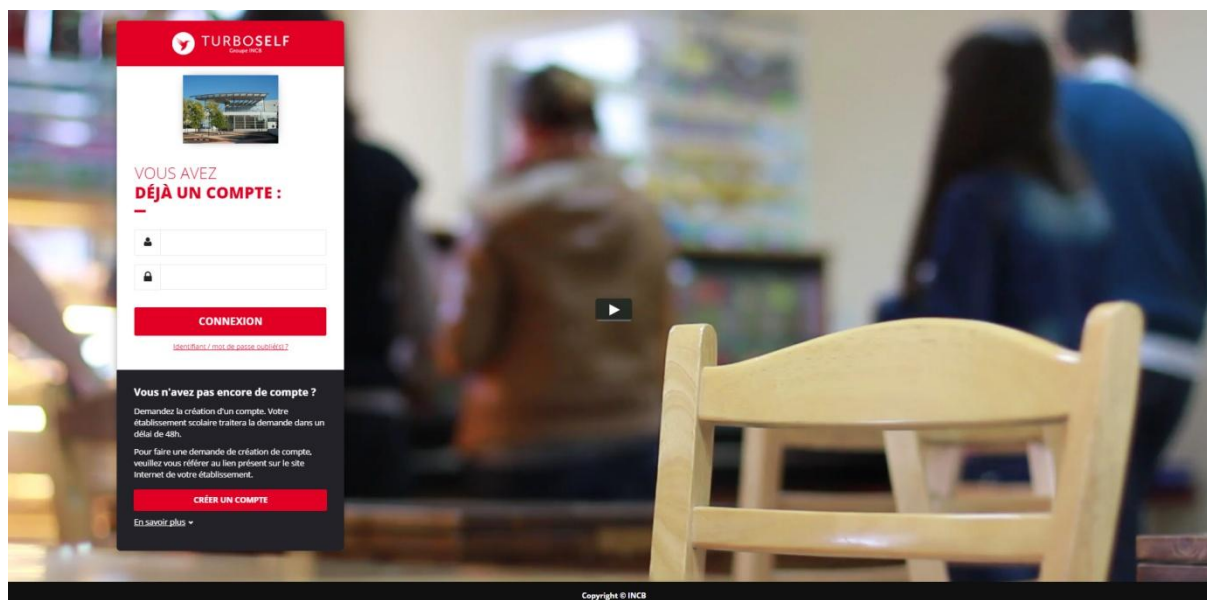 TURBOSELF
Groupe INCB
VOUS AVEZ
DÉJÀ UN COMPTE :
CONNEXION
Identifiant / mot de passe oublié(s) ?
Vous n'avez pas encore de compte ?
Demandez la création d'un compte. Votre
établissement scolaire traitera la demande dans un
délai de 48h.
Pour faire une demande de création de compte,
veuillez vous référer au lien présent sur le site
Internet de votre établissement.
CRÉER UN COMPTE
En savoir plus
Copyright © INCB